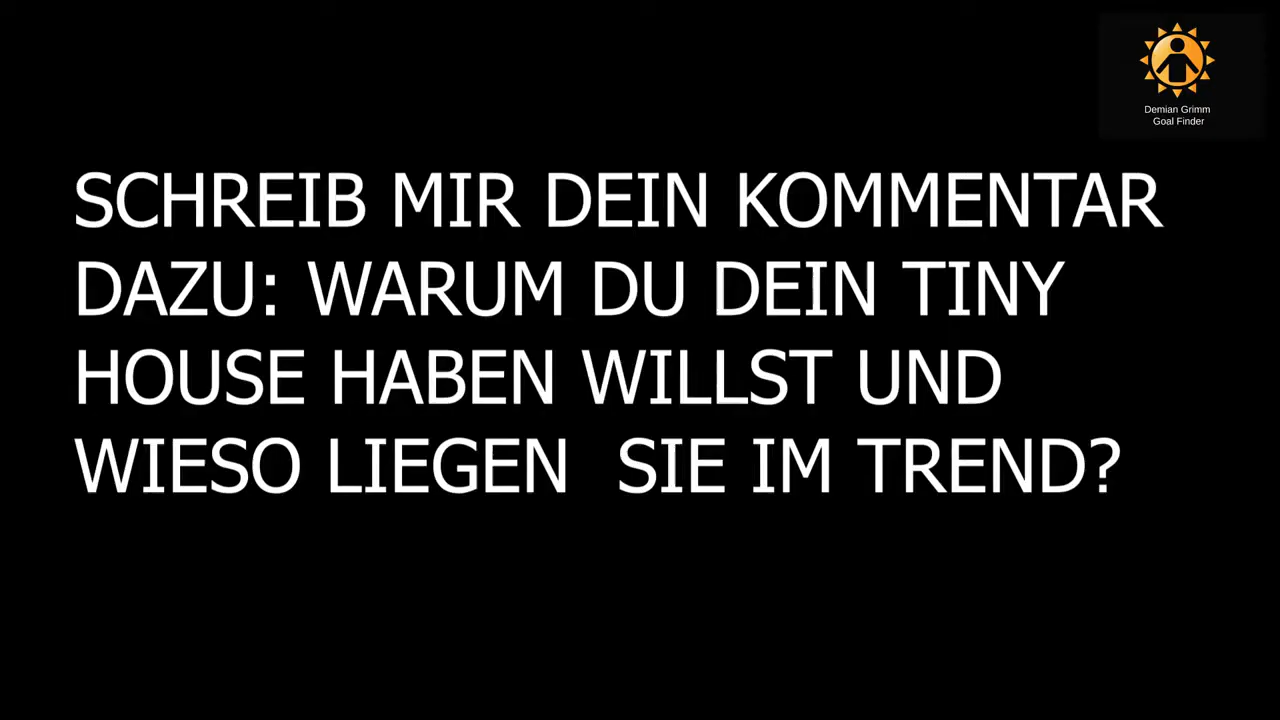 Demian Grimm
Goal Finder
SCHREIB MIR DEIN KOMMENTAR
DAZU: WARUM DU DEIN TINY
HOUSE HABEN WILLST UND
WIESO LIEGEN  SIE IM TREND?